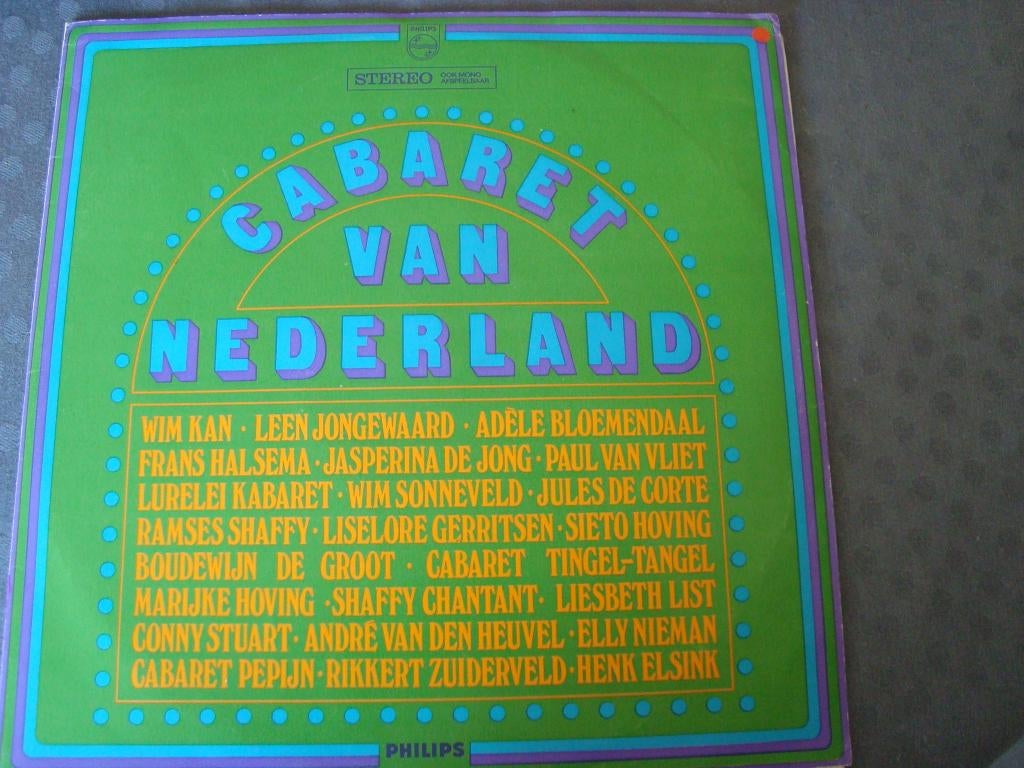 PHILIPS
STEREO OOK MONO AFSPEELBAAR
CABARET
VAN
NEDERLAND
WIM KAN · LEEN JONGEWAARD · ADÈLE BLOEMENDAAL
FRANS HALSEMA · JASPERINA DE JONG · PAUL VAN VLIET
LURELEI KABARET · WIM SONNEVELD · JULES DE CORTE
RAMSES SHAFFY · LISELORE GERRITSEN · SIETO HOVING
BOUDEWIJN DE GROOT · CABARET TINGEL-TANGEL
MARIJKE HOVING · SHAFFY CHANTANT · LIESBETH LIST
CONNY STUART · ANDRÉ VAN DEN HEUVEL · ELLY NIEMAN
CABARET PEPIJN · RIKKERT ZUIDERVELD · HENK ELSINK
PHILIPS